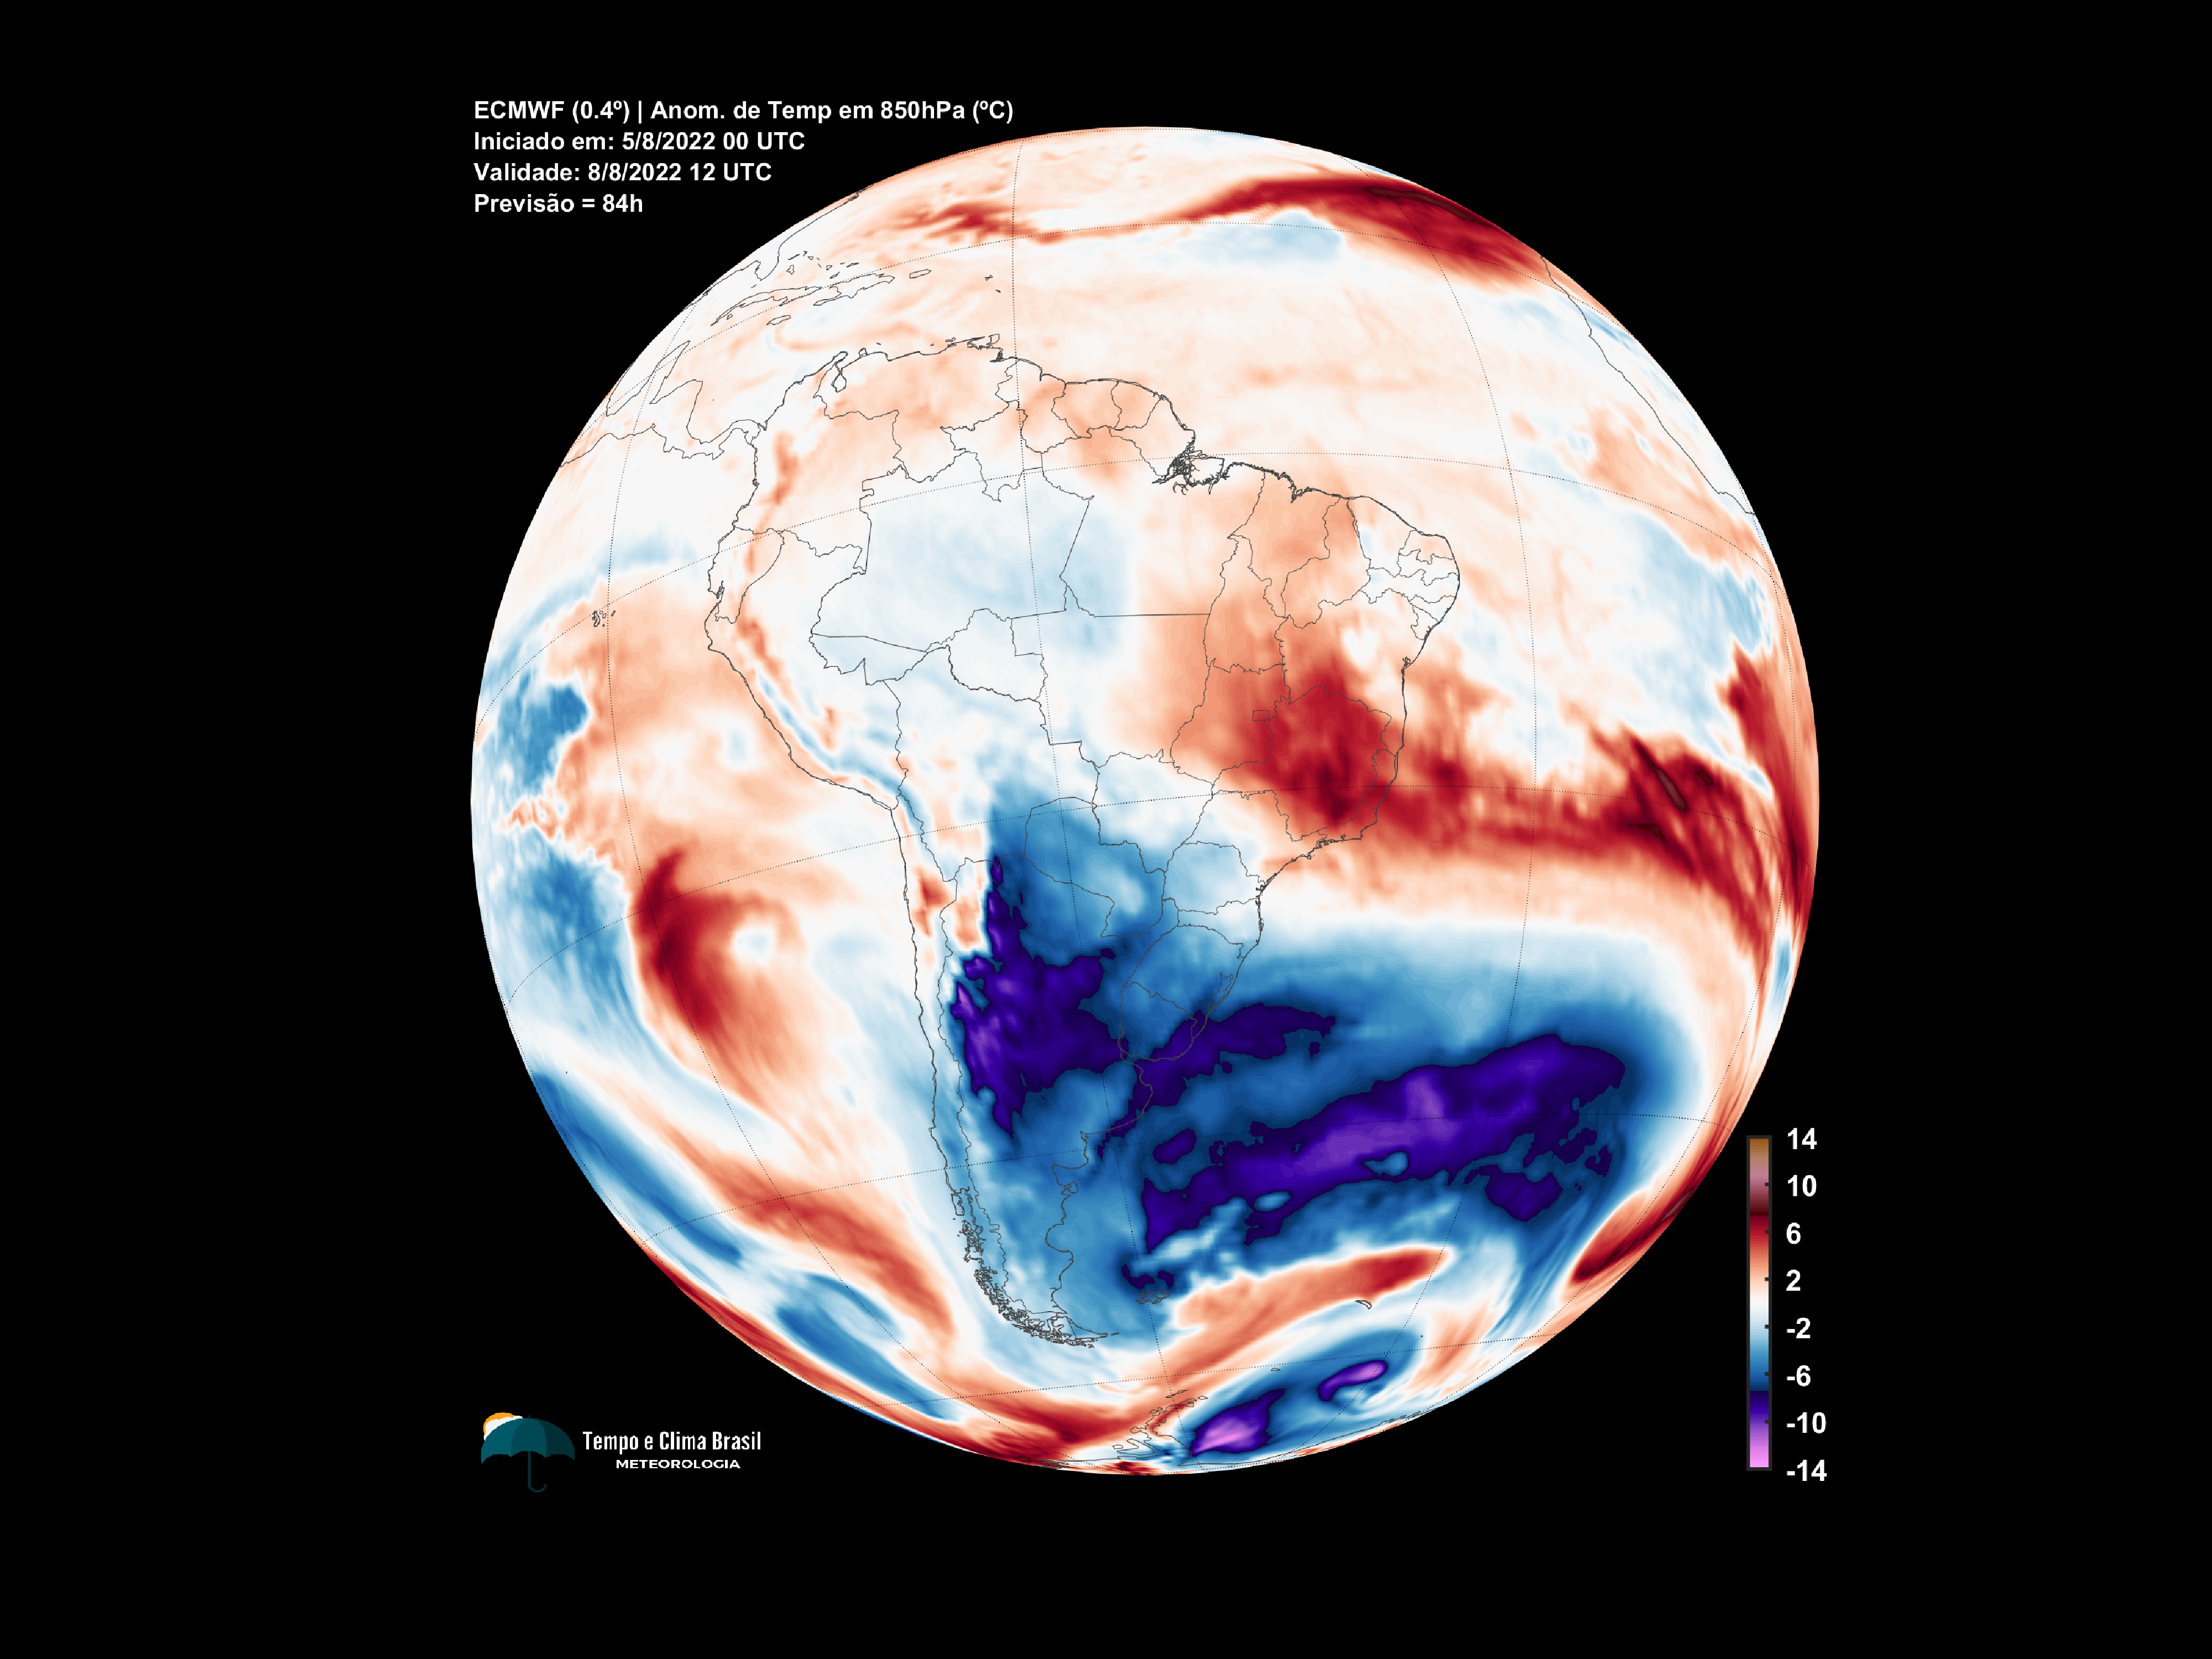 ECMWF (0.4º) | Anom. de Temp em 850hPa (ºC)
Iniciado em: 5/8/2022 00 UTC
Validade: 8/8/2022 12 UTC
Previsão = 84h
14
10
6
2
-2
-6
-10
-14
Tempo e Clima Brasil
METEOROLOGIA